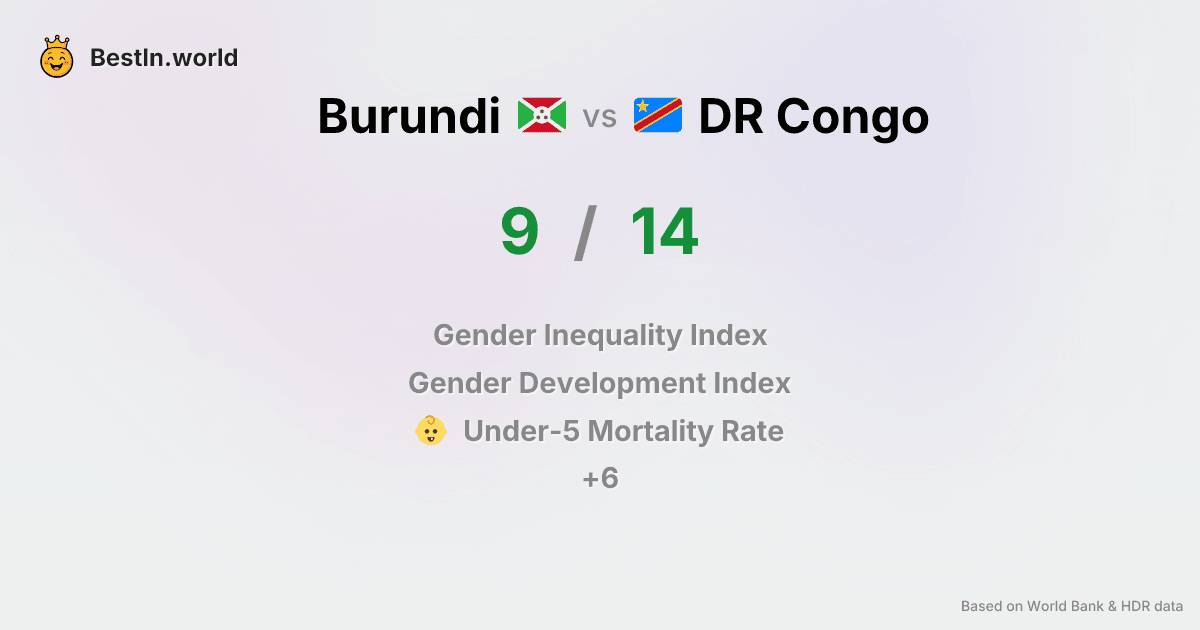 BestIn.world
Burundi vs DR Congo
9 / 14
Gender Inequality Index
Gender Development Index
Under-5 Mortality Rate
+6
Based on World Bank & HDR data